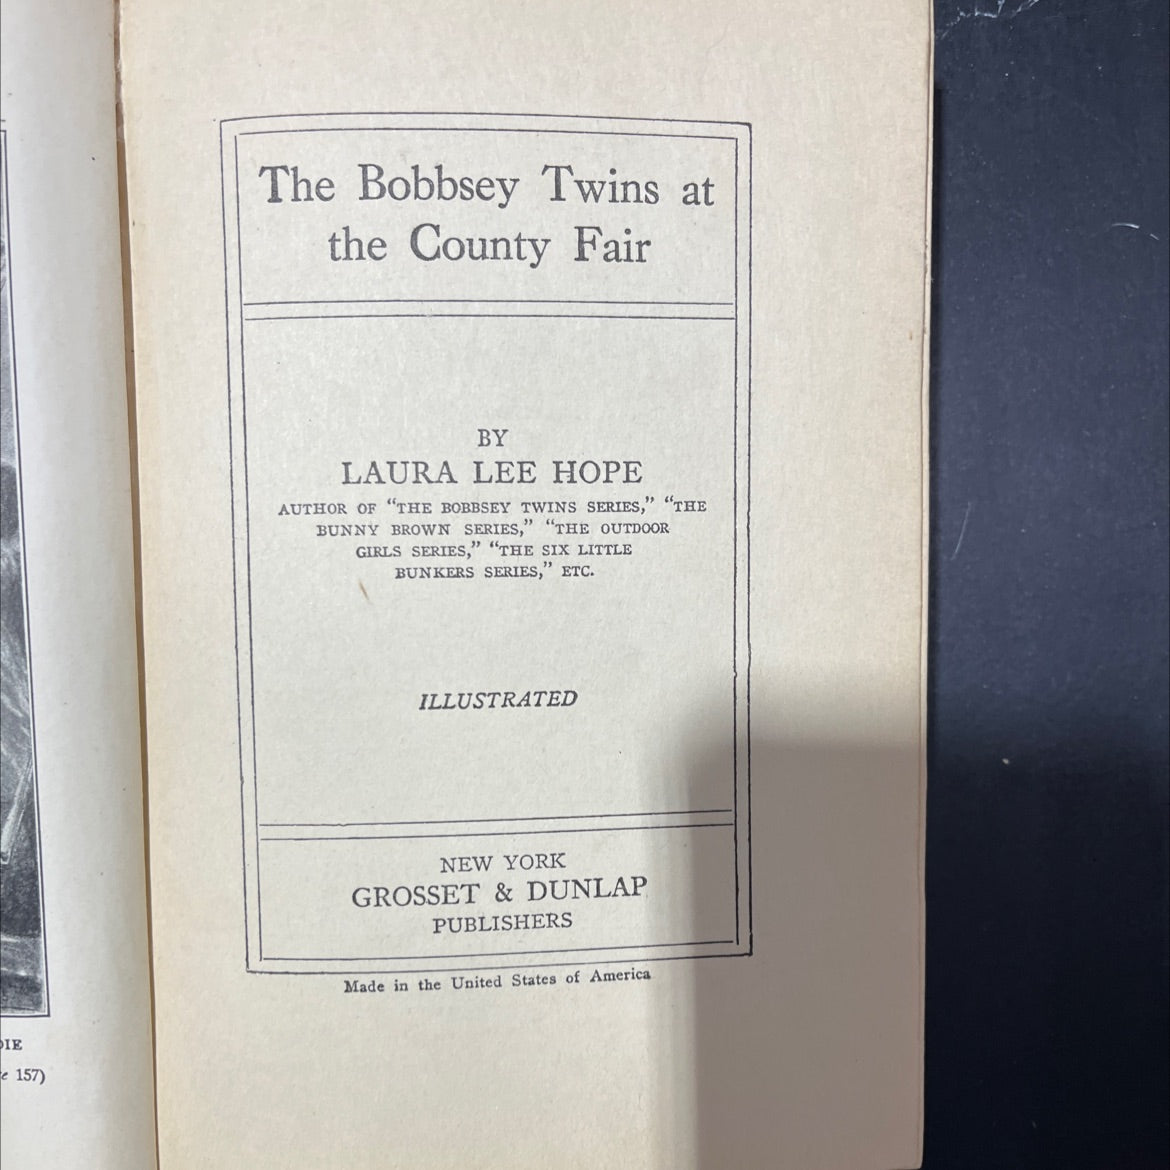 The Bobbsey Twins at
the County Fair
BY
LAURA LEE HOPE
AUTHOR OF "THE BOBBSEY TWINS SERIES," "THE
BUNNY BROWN SERIES," "THE OUTDOOR
GIRLS SERIES," "THE SIX LITTLE
BUNKERS SERIES," ETC.
ILLUSTRATED
NEW YORK
GROSSET & DUNLAP
PUBLISHERS
Made in the United States of America
157)